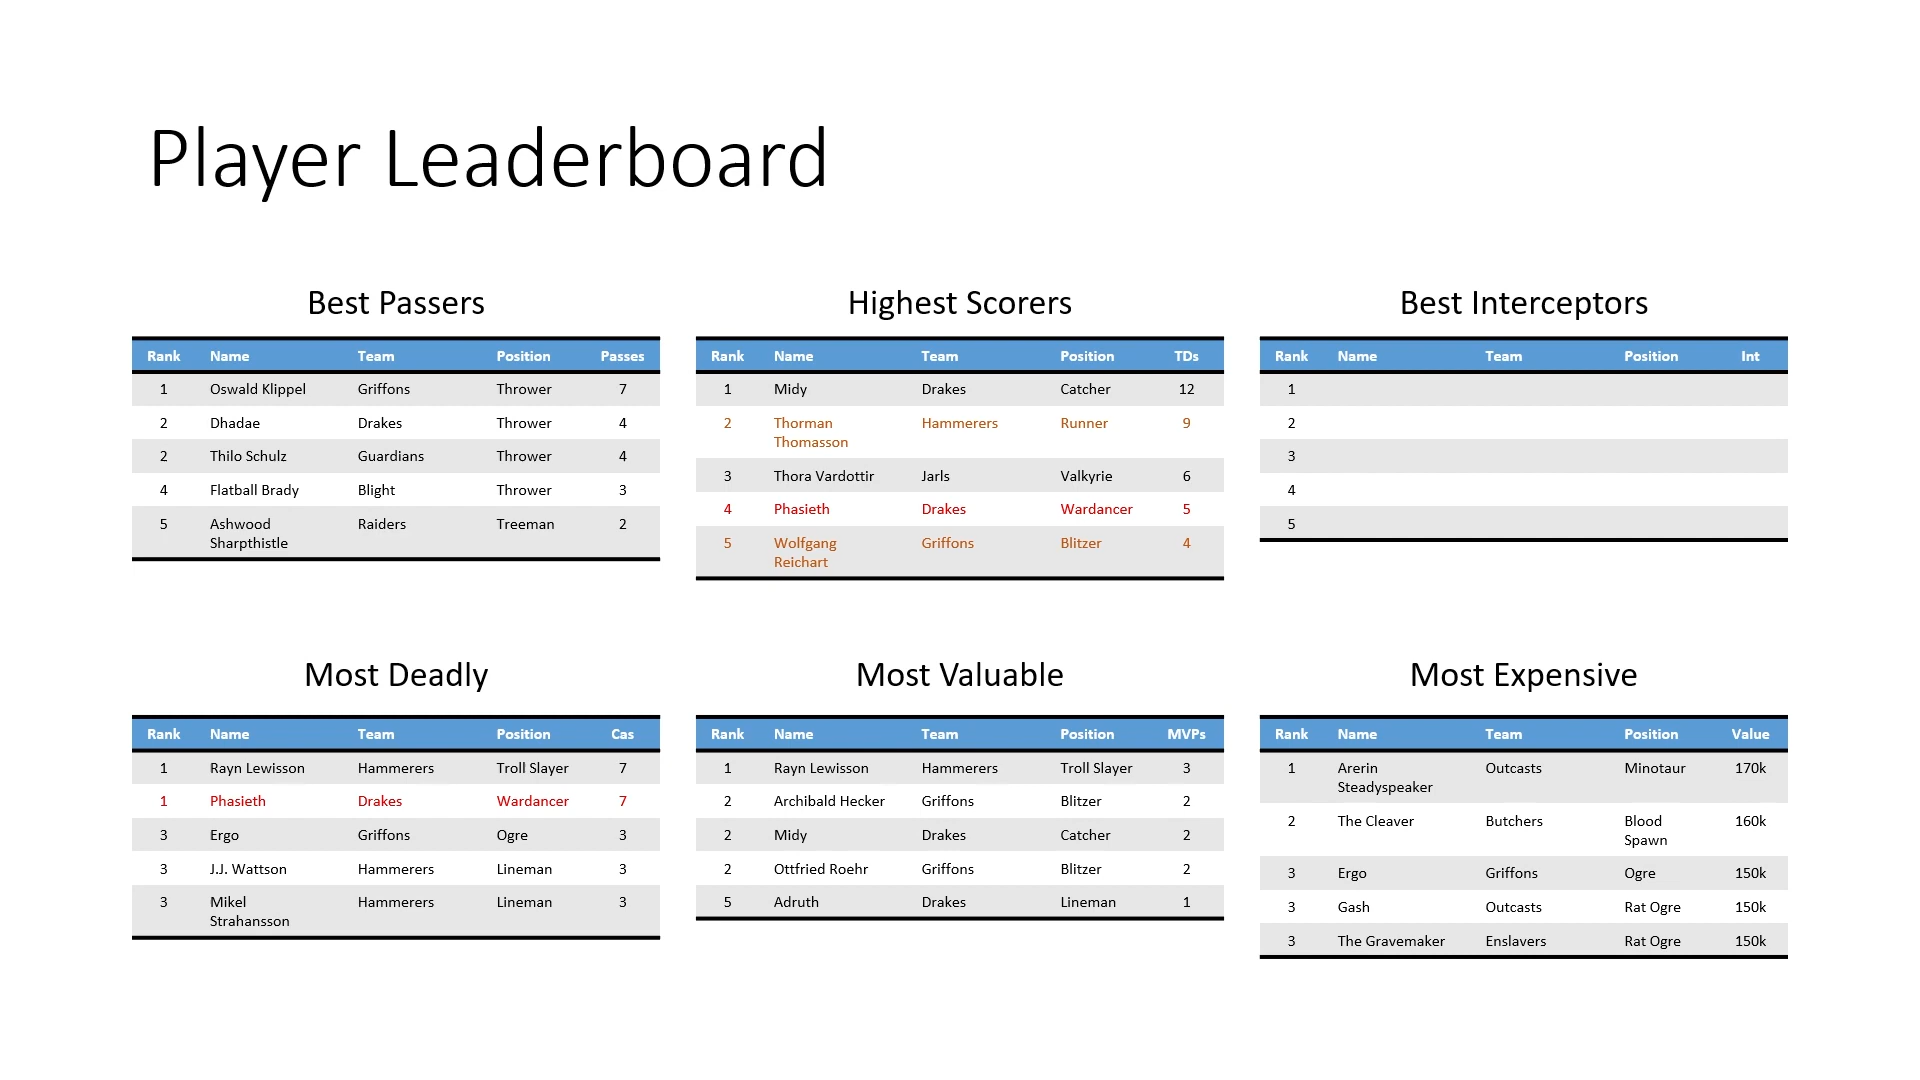 Player Leaderboard
Best Passers
Rank Name Team Position Passes
1 Oswald Klippel Griffons Thrower 7
2 Dhadae Drakes Thrower 4
2 Thilo Schulz Guardians Thrower 4
4 Flatball Brady Blight Thrower 3
5 Ashwood Raiders Treeman 2
Sharpthistle
Highest Scorers
Rank Name Team Position TDs
1 Midy Drakes Catcher 12
2 Thorman Hammerers Runner 9
Thomasson
3 Thora Vardottir Jarls Valkyrie 6
4 Phasieth Drakes Wardancer 5
5 Wolfgang Griffons Blitzer 4
Reichart
Best Interceptors
Rank Name Team Position Int
1
2
3
4
5
Most Deadly
Rank Name Team Position Cas
1 Rayn Lewisson Hammerers Troll Slayer 7
1 Phasieth Drakes Wardancer 7
3 Ergo Griffons Ogre 3
3 J.J. Wattson Hammerers Lineman 3
3 Mikel Hammerers Lineman 3
Strahansson
Most Valuable
Rank Name Team Position MVPs
1 Rayn Lewisson Hammerers Troll Slayer 3
2 Archibald Hecker Griffons Blitzer 2
2 Midy Drakes Catcher 2
2 Ottfried Roehr Griffons Blitzer 2
5 Adruth Drakes Lineman 1
Most Expensive
Rank Name Team Position Value
1 Arerin Outcasts Minotaur 170k
Steadyspeaker
2 The Cleaver Butchers Blood 160k
Spawn
3 Ergo Griffons Ogre 150k
3 Gash Outcasts Rat Ogre 150k
3 The Gravemaker Enslavers Rat Ogre 150k